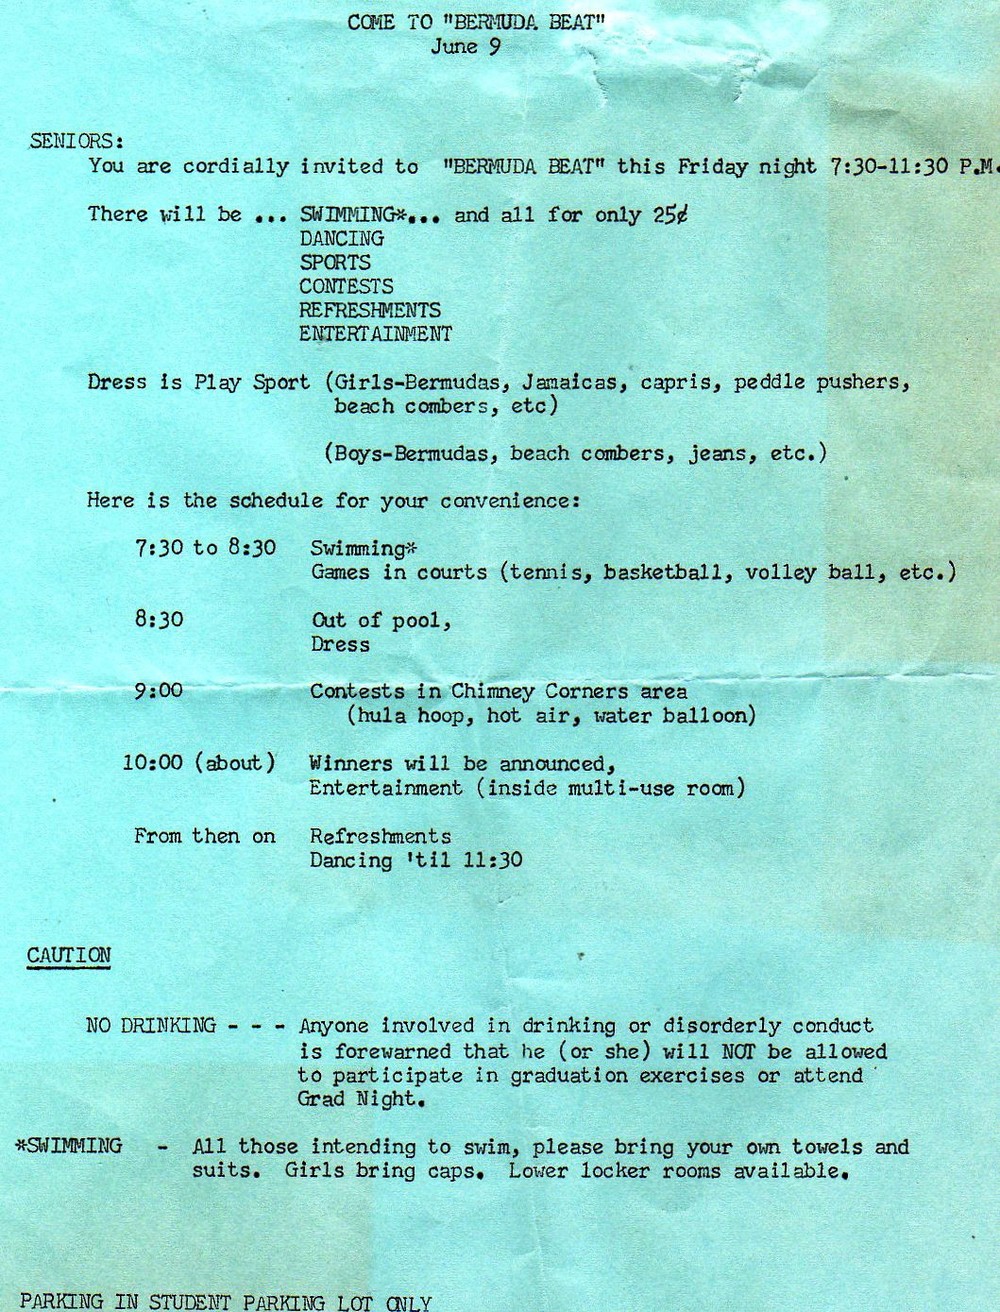 COME TO "BERMUDA BEAT"
June 9
SENIORS:
You are cordially invited to "BERMUDA BEAT" this Friday night 7:30-11:30 P.M.
There will be ... SWIMMING*... and all for only 25¢
DANCING
SPORTS
CONTESTS
REFRESHMENTS
ENTERTAINMENT
Dress is Play Sport (Girls-Bermudas, Jamaicas, capris, peddle pushers,
beach combers, etc)
(Boys-Bermudas, beach combers, jeans, etc.)
Here is the schedule for your convenience:
7:30 to 8:30 Swimming*
Games in courts (tennis, basketball, volley ball, etc.)
8:30 Out of pool,
Dress
9:00 Contests in Chimney Corners area
(hula hoop, hot air, water balloon)
10:00 (about) Winners will be announced,
Entertainment (inside multi-use room)
From then on Refreshments
Dancing 'til 11:30
CAUTION
NO DRINKING - - - Anyone involved in drinking or disorderly conduct
is forewarned that he (or she) will NOT be allowed
to participate in graduation exercises or attend
Grad Night.
*SWIMMING - All those intending to swim, please bring your own towels and
suits. Girls bring caps. Lower locker rooms available.
PARKING IN STUDENT PARKING LOT ONLY